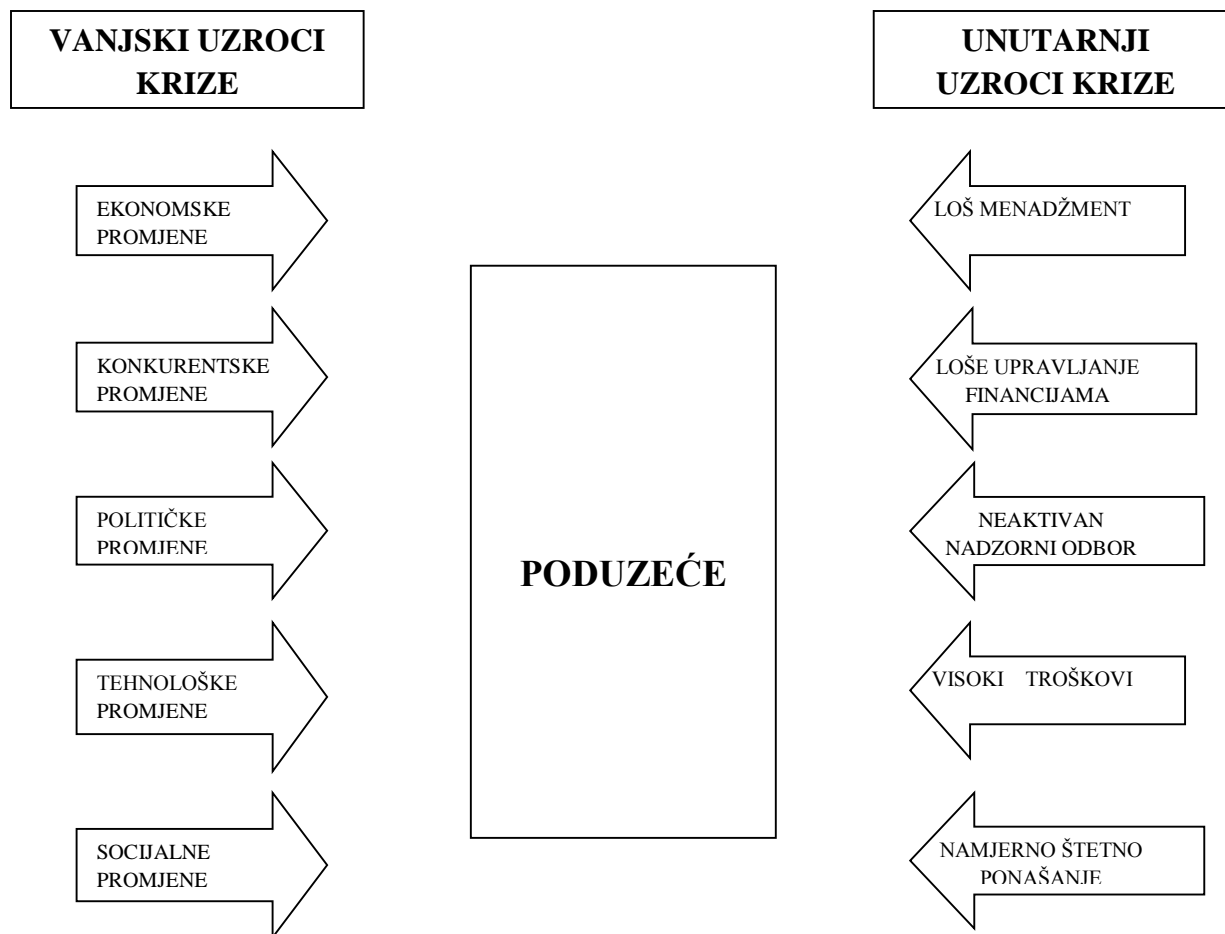 VANJSKI UZROCI
KRIZE
EKONOMSKE
PROMJENE
KONKURENTSKE
PROMJENE
POLITIČKE
PROMJENE
TEHNOLOŠKE
PROMJENE
SOCIJALNE
PROMJENE
PODUZEĆE
UNUTARNJI
UZROCI KRIZE
LOŠ MENADŽMENT
LOŠE UPRAVLJANJE
FINANCIJAMA
NEAKTIVAN
NADZORNI ODBOR
VISOKI TROŠKOVI
NAMJERNO ŠTETNO
PONAŠANJE